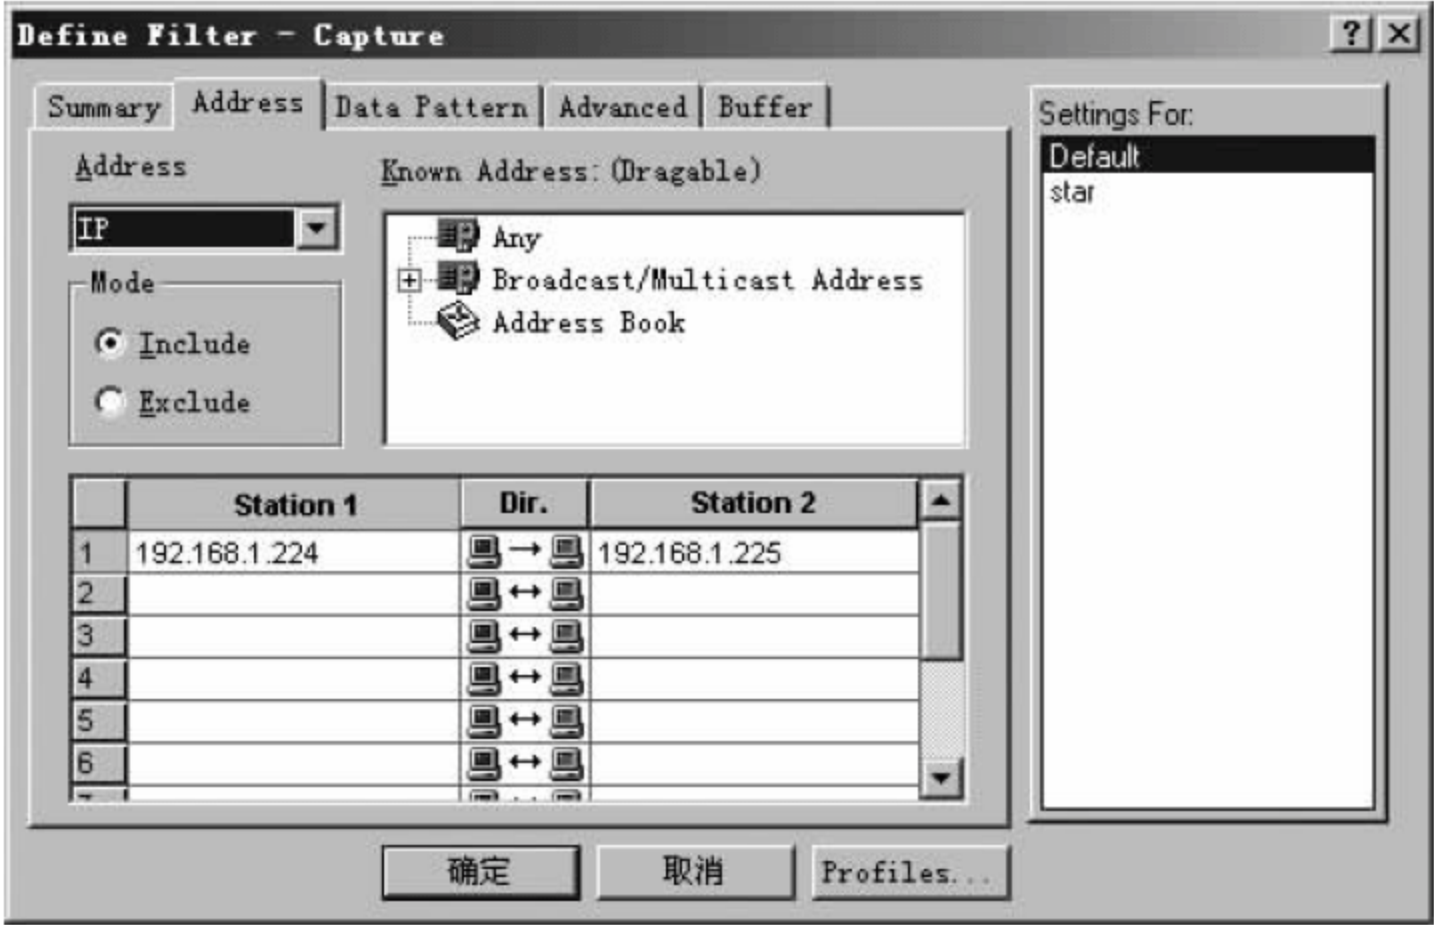 Define Filter - Capture
Summary Address Data Pattern Advanced Buffer
Address
IP
Mode
Include
Exclude
Known Address:(Dragable)
Any
Broadcast/Multicast Address
Address Book
Station 1 Dir. Station 2
1 192.168.1.224 192.168.1.225
2
3
4
5
6
Settings For:
Default
star
确定 取消 Profiles...